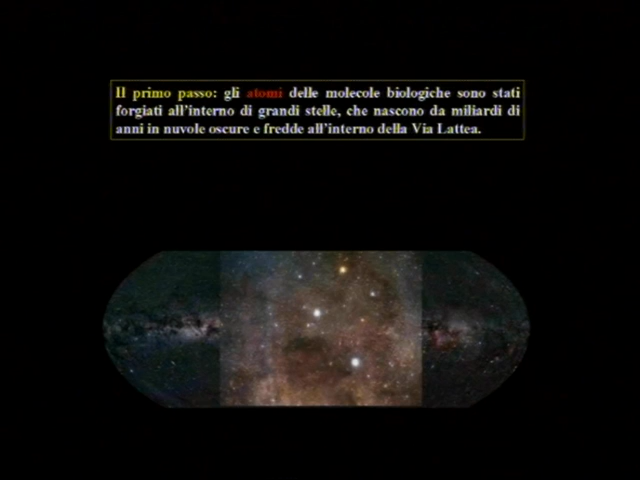 Il primo passo: gli atomi delle molecole biologiche sono stati
forgiati all'interno di grandi stelle, che nascono da miliardi di
anni in nuvole oscure e fredde all'interno della Via Lattea.